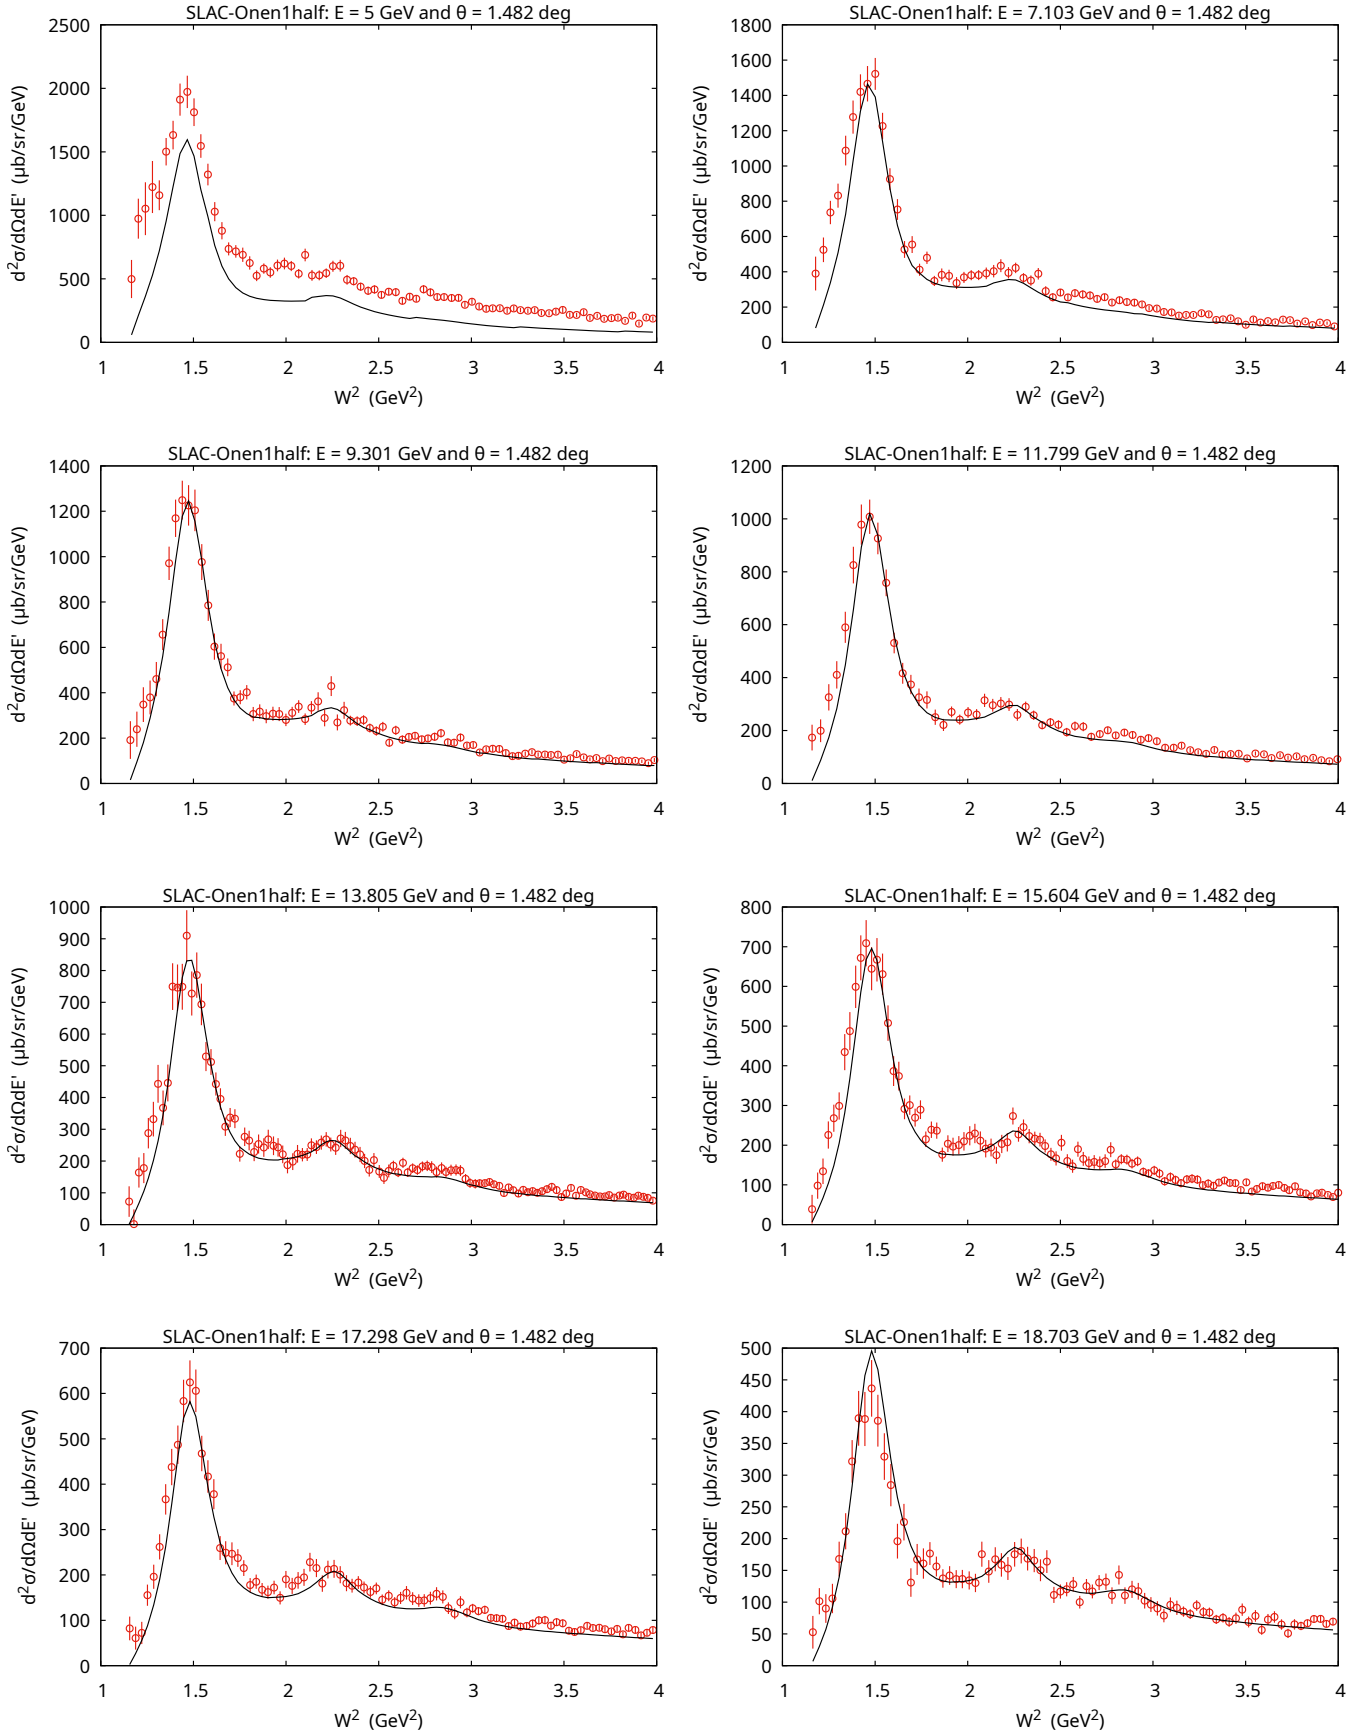 SLAC-Onen1half: E = 5 GeV and θ = 1.482 deg
d²σ/dΩdE' (μb/sr/GeV)
2500
2000
1500
1000
500
0
1 1.5 2 2.5 3 3.5 4
W² (GeV²)
SLAC-Onen1half: E = 7.103 GeV and θ = 1.482 deg
d²σ/dΩdE' (μb/sr/GeV)
1800
1600
1400
1200
1000
800
600
400
200
0
1 1.5 2 2.5 3 3.5 4
W² (GeV²)
SLAC-Onen1half: E = 9.301 GeV and θ = 1.482 deg
d²σ/dΩdE' (μb/sr/GeV)
1400
1200
1000
800
600
400
200
0
1 1.5 2 2.5 3 3.5 4
W² (GeV²)
SLAC-Onen1half: E = 11.799 GeV and θ = 1.482 deg
d²σ/dΩdE' (μb/sr/GeV)
1200
1000
800
600
400
200
0
1 1.5 2 2.5 3 3.5 4
W² (GeV²)
SLAC-Onen1half: E = 13.805 GeV and θ = 1.482 deg
d²σ/dΩdE' (μb/sr/GeV)
1000
900
800
700
600
500
400
300
200
100
0
1 1.5 2 2.5 3 3.5 4
W² (GeV²)
SLAC-Onen1half: E = 15.604 GeV and θ = 1.482 deg
d²σ/dΩdE' (μb/sr/GeV)
800
700
600
500
400
300
200
100
0
1 1.5 2 2.5 3 3.5 4
W² (GeV²)
SLAC-Onen1half: E = 17.298 GeV and θ = 1.482 deg
d²σ/dΩdE' (μb/sr/GeV)
700
600
500
400
300
200
100
0
1 1.5 2 2.5 3 3.5 4
W² (GeV²)
SLAC-Onen1half: E = 18.703 GeV and θ = 1.482 deg
d²σ/dΩdE' (μb/sr/GeV)
500
450
400
350
300
250
200
150
100
50
0
1 1.5 2 2.5 3 3.5 4
W² (GeV²)